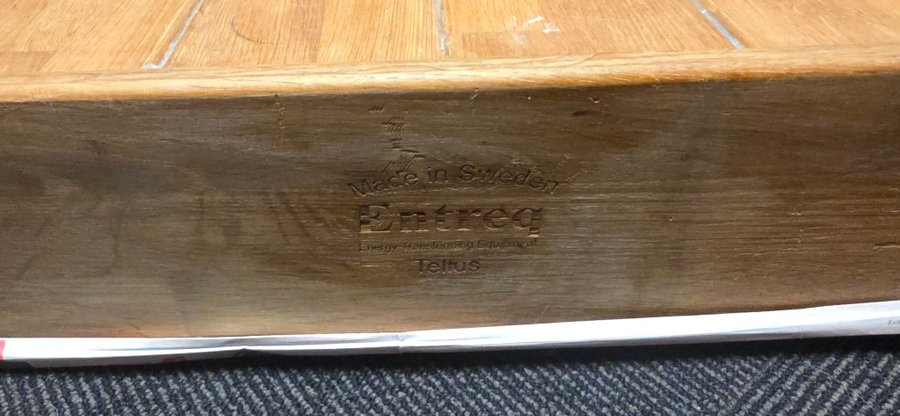 Made in Sweden
Entreq
Energy Transforming Equipment
Tellus